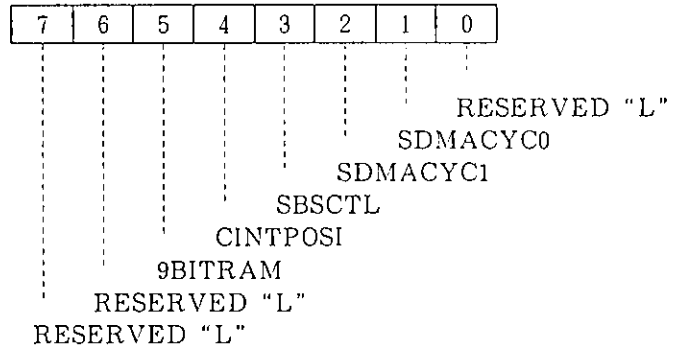 7 6 5 4 3 2 1 0
RESERVED “L”
SDMACYC0
SDMACYC1
SBSCTL
CINTPOSI
9BITRAM
RESERVED “L”
RESERVED “L”